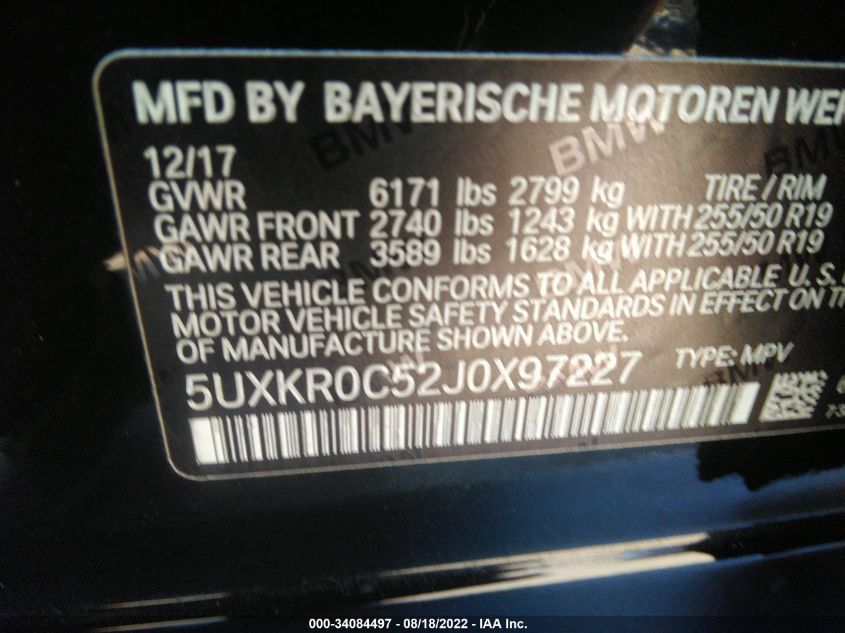 MFD BY BAYERISCHE MOTOREN
12/17
GVWR 6171 lbs 2799 kg TIRE / RIM
GAWR FRONT 2740 lbs 1243 kg WITH 255/50 R19
GAWR REAR 3589 lbs 1628 kg WITH 255/50 R19
THIS VEHICLE CONFORMS TO ALL APPLICABLE U. S.
MOTOR VEHICLE SAFETY STANDARDS IN EFFECT ON
OF MANUFACTURE SHOWN ABOVE.
5UXKR0C52J0X97227 TYPE: MPV
BMW
BMW
000-34084497 - 08/18/2022 - IAA Inc.